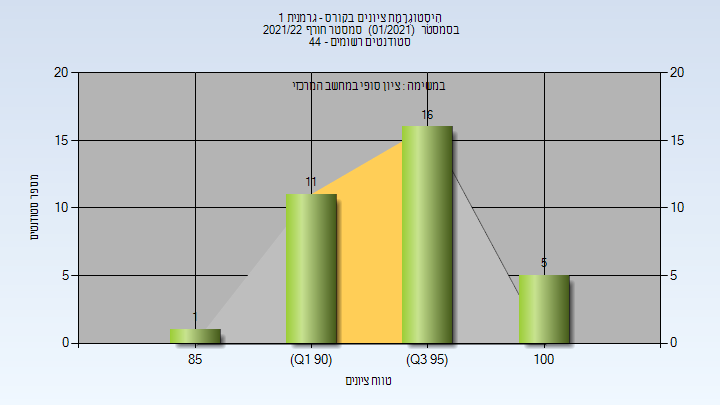 היסטוגרמת ציונים בקורס - גרמנית 1
בסמסטר (01/2021) סמסטר חורף 2021/22
סטודנטים רשומים - 44
במשימה : ציון סופי במחשב המרכזי
מספר סטודנטים
20
15
10
5
0
20
15
10
5
0
1
11
16
5
85
(Q1 90)
(Q3 95)
100
טווח ציונים